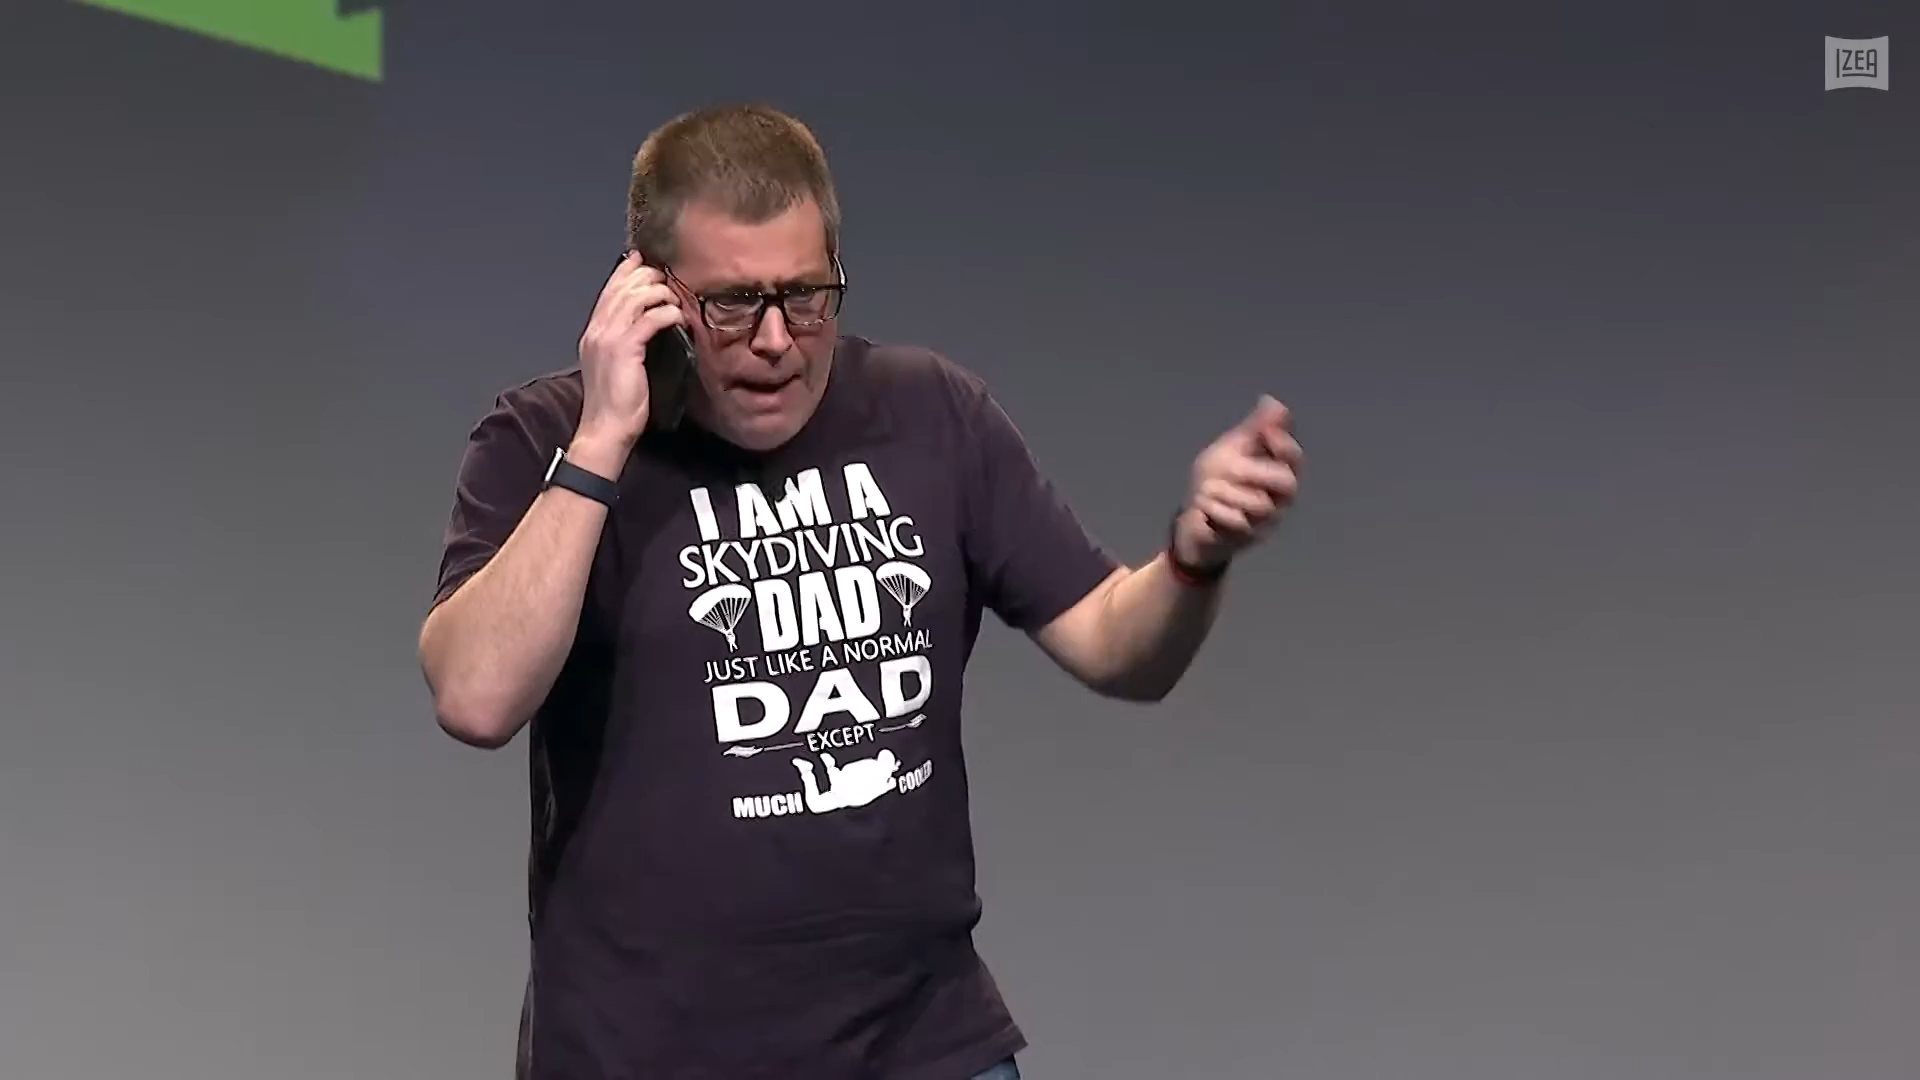 IZEA
I AM A
SKYDIVING
DAD
JUST LIKE A NORMAL
DAD
EXCEPT
MUCH COOLER